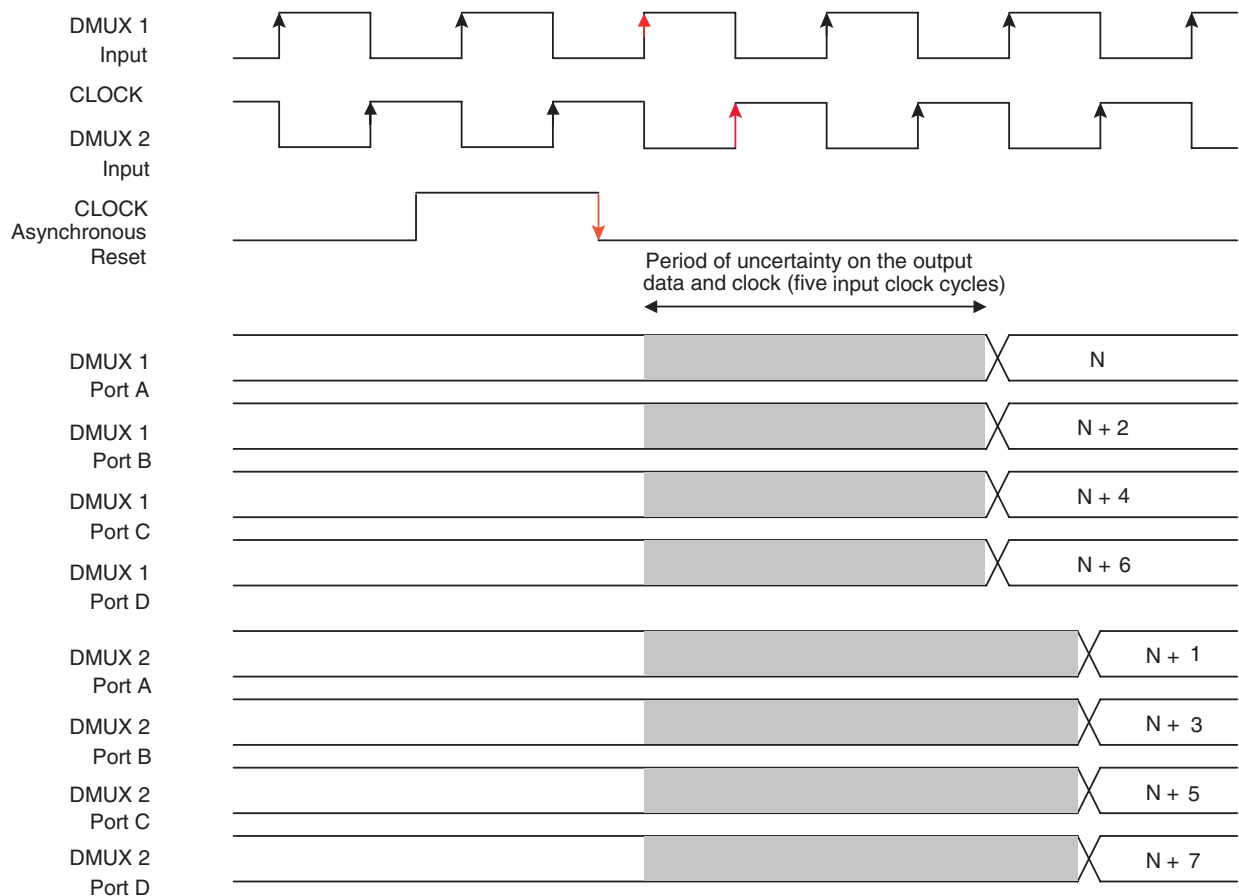 DMUX 1
Input
CLOCK
DMUX 2
Input
CLOCK
Asynchronous
Reset
Period of uncertainty on the output
data and clock (five input clock cycles)
DMUX 1
Port A
N
DMUX 1
Port B
N + 2
DMUX 1
Port C
N + 4
DMUX 1
Port D
N + 6
DMUX 2
Port A
N + 1
DMUX 2
Port B
N + 3
DMUX 2
Port C
N + 5
DMUX 2
Port D
N + 7